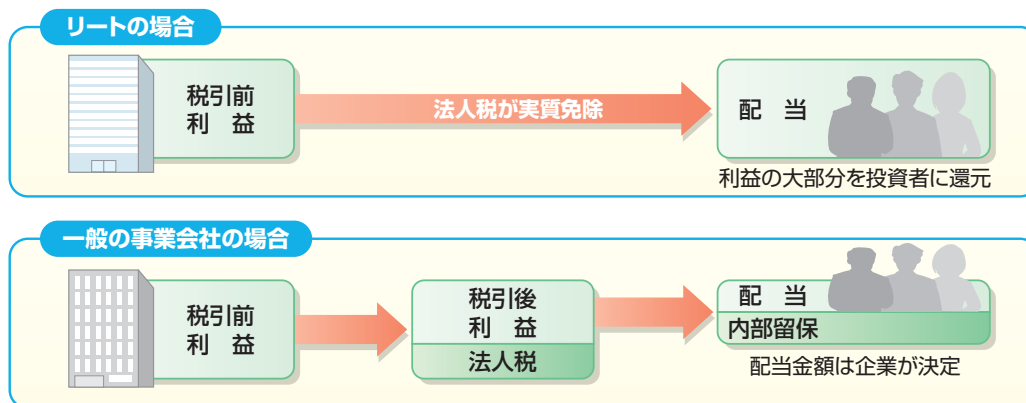 リートの場合
税引前
利　益
法人税が実質免除
配　当
利益の大部分を投資者に還元
一般の事業会社の場合
税引前
利　益
税引後
利　益
法人税
配　当
内部留保
配当金額は企業が決定